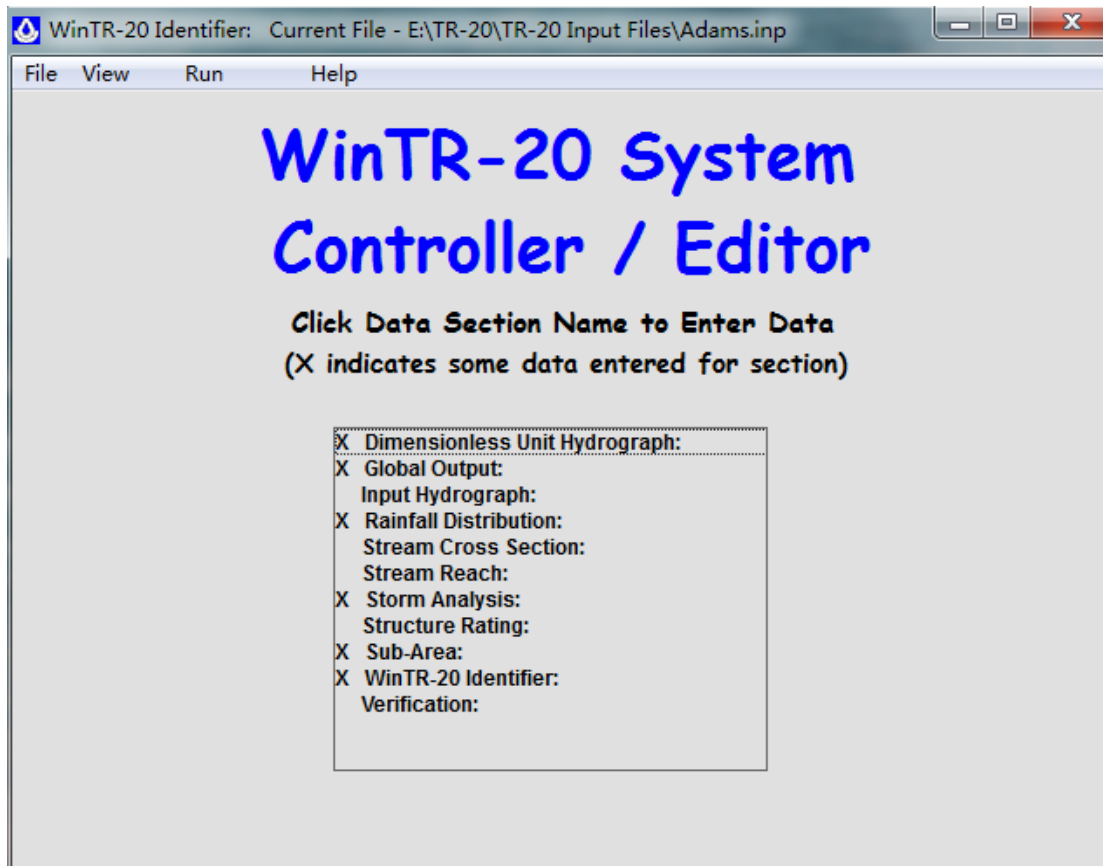 WinTR-20 Identifier:   Current File - E:\TR-20\TR-20 Input Files\Adams.inp
File View Run Help
WinTR-20 System
Controller / Editor
Click Data Section Name to Enter Data
(X indicates some data entered for section)
X Dimensionless Unit Hydrograph:
X Global Output:
Input Hydrograph:
X Rainfall Distribution:
Stream Cross Section:
Stream Reach:
X Storm Analysis:
Structure Rating:
X Sub-Area:
X WinTR-20 Identifier:
Verification: